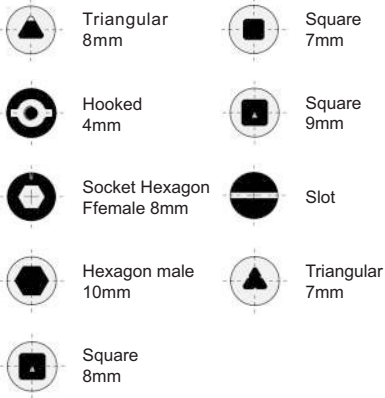 Triangular
8mm
Square
7mm
Hooked
4mm
Square
9mm
Socket Hexagon
Ffemale 8mm
Slot
Hexagon male
10mm
Triangular
7mm
Square
8mm